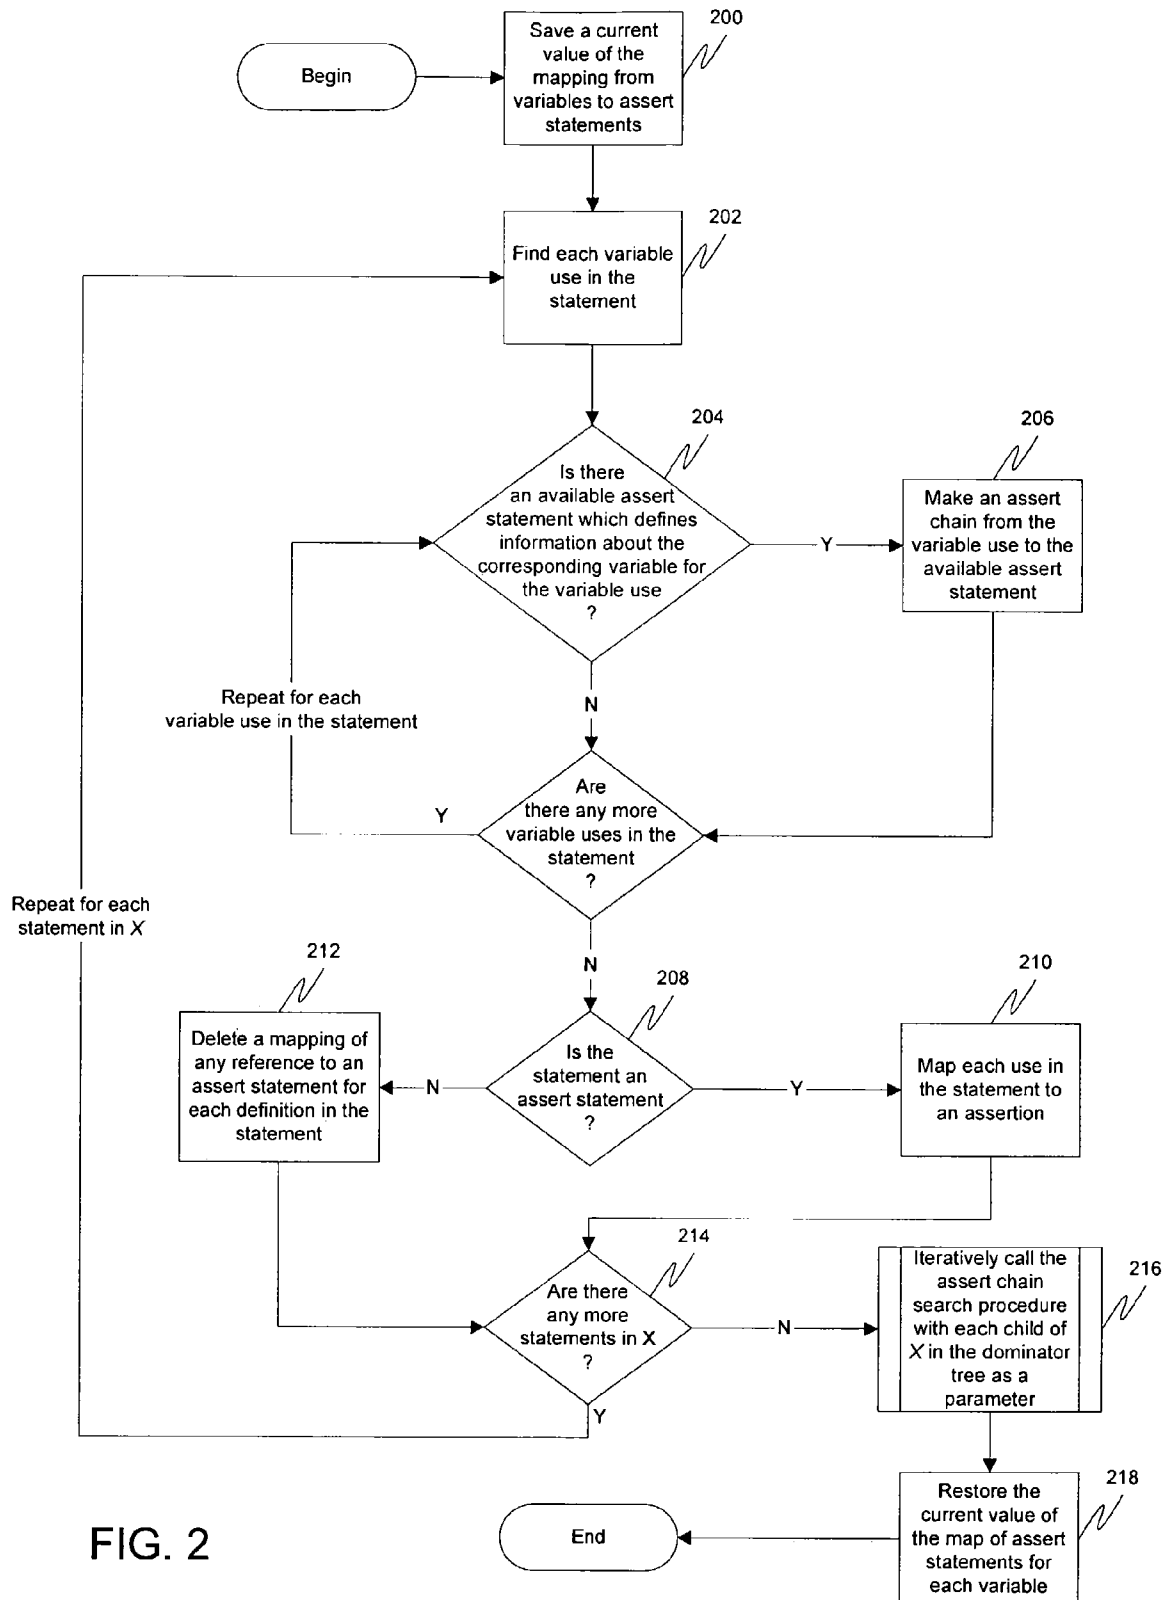 200
Save a current
value of the
mapping from
variables to assert
statements
Begin
202
Find each variable
use in the
statement
204
Is there
an available assert
statement which defines
information about the
corresponding variable for
the variable use
?
Y
206
Make an assert
chain from the
variable use to the
available assert
statement
N
Repeat for each
variable use in the statement
Are
there any more
variable uses in the
statement
?
Y
Repeat for each
statement in X
N
212
Delete a mapping of
any reference to an
assert statement for
each definition in the
statement
N
208
Is the
statement an
assert statement
?
Y
210
Map each use
in the statement to
an assertion
214
Are there
any more
statements in X
?
N
Y
216
Iteratively call the
assert chain
search procedure
with each child of
X in the dominator
tree as a
parameter
218
Restore the
current value of
the map of assert
statements for
each variable
End
FIG. 2